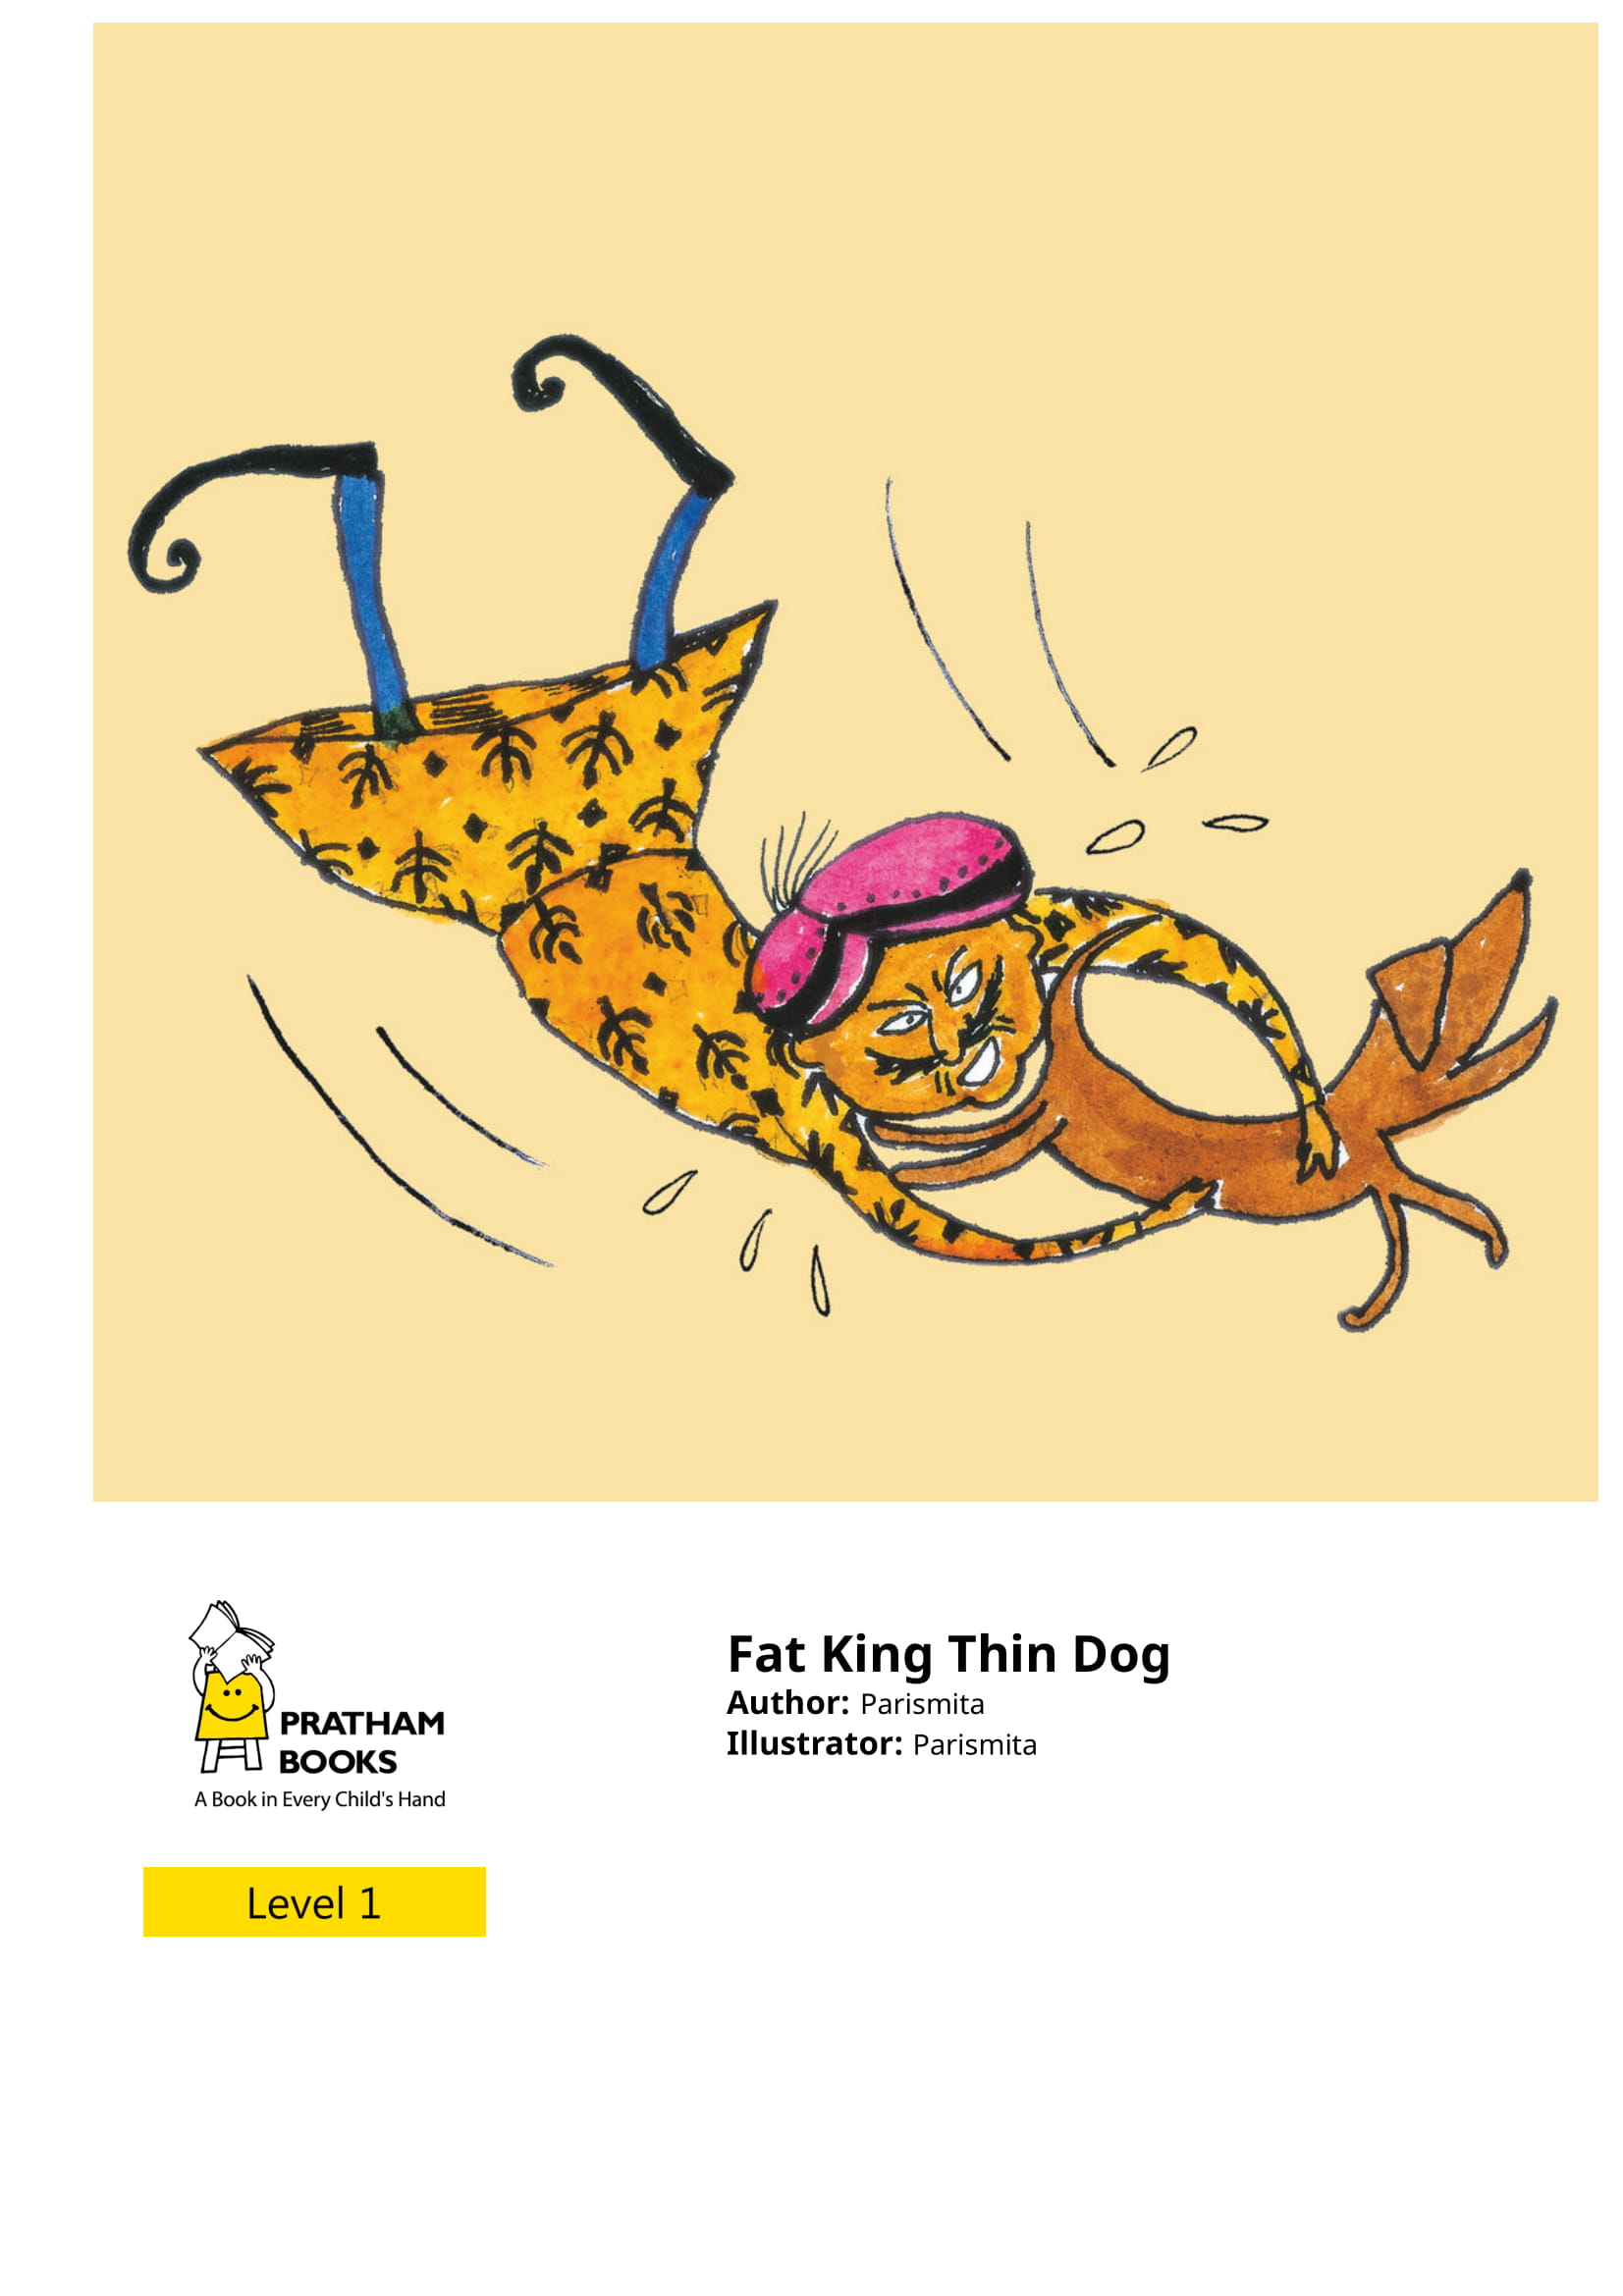 PRATHAM
BOOKS
A Book in Every Child's Hand
Fat King Thin Dog
Author: Parismita
Illustrator: Parismita
Level 1